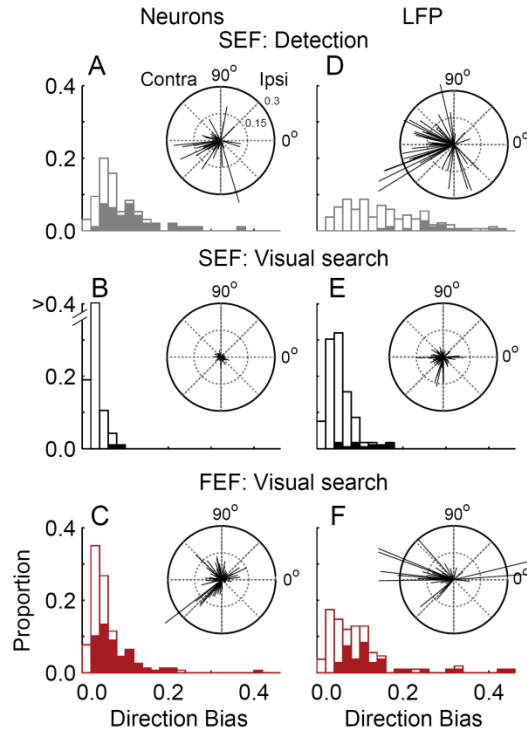 Neurons LFP
SEF: Detection
A Contra 90° Ipsi D 90°
0.4 0.3 0.15 0° 0°
0.2
0.0
SEF: Visual search
B 90° E 90°
>0.4 0° 0°
0.2
0.0
FEF: Visual search
C 90° F 90°
0.4 0° 0°
0.2
0.0
Proportion
0.0 0.2 0.4 0.0 0.2 0.4
Direction Bias Direction Bias